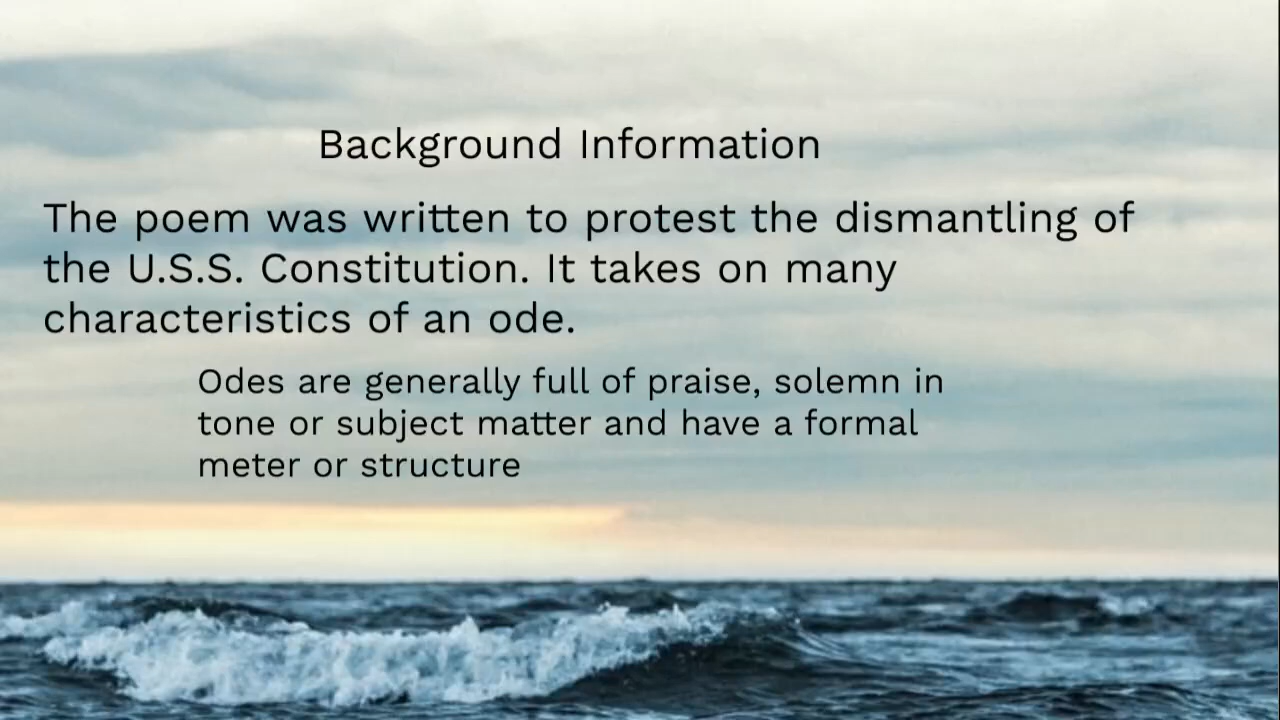 Background Information
The poem was written to protest the dismantling of
the U.S.S. Constitution. It takes on many
characteristics of an ode.
Odes are generally full of praise, solemn in
tone or subject matter and have a formal
meter or structure